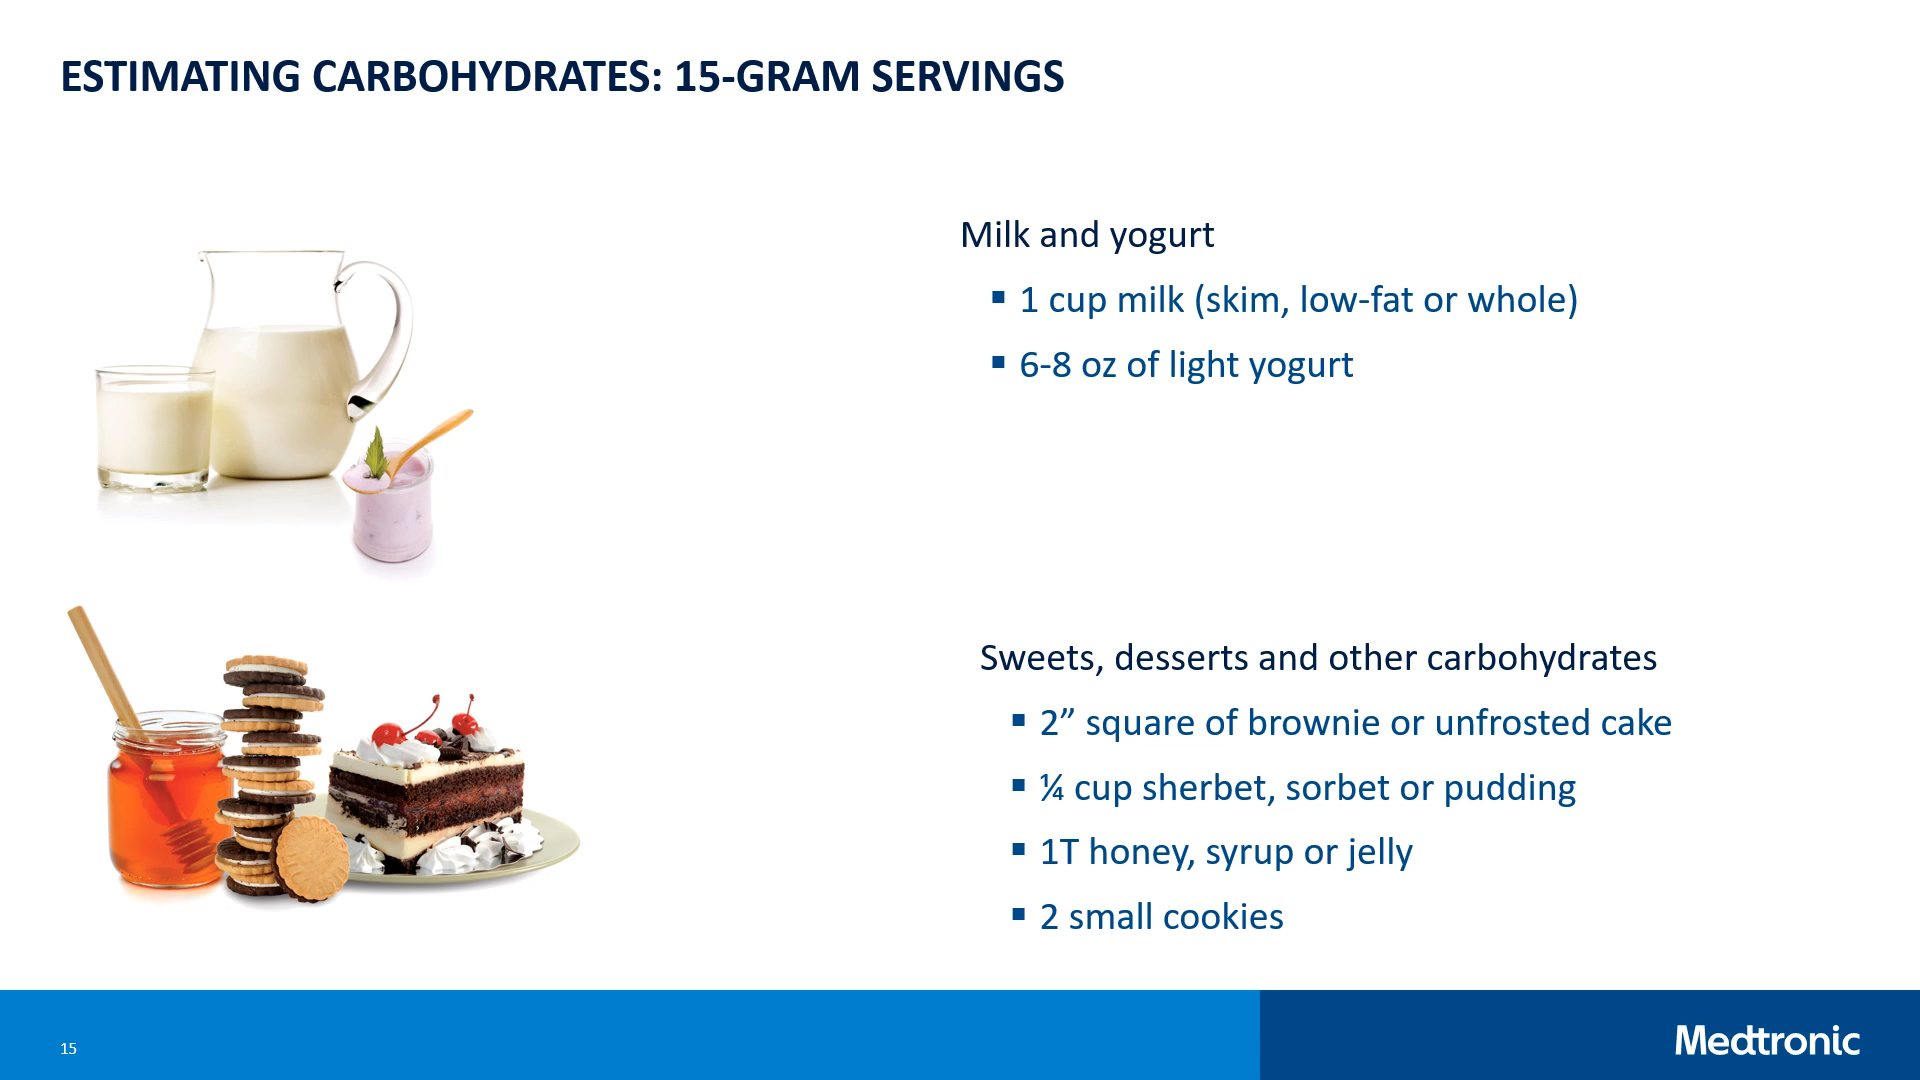 ESTIMATING CARBOHYDRATES: 15-GRAM SERVINGS
Milk and yogurt
▪ 1 cup milk (skim, low-fat or whole)
▪ 6-8 oz of light yogurt
Sweets, desserts and other carbohydrates
▪ 2” square of brownie or unfrosted cake
▪ ¼ cup sherbet, sorbet or pudding
▪ 1T honey, syrup or jelly
▪ 2 small cookies
15
Medtronic